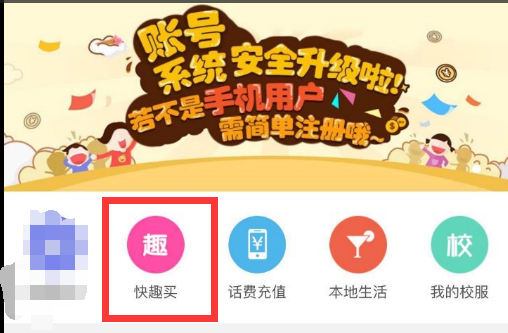 账号
系统安全升级啦!
若不是手机用户
需简单注册哦~
趣
校
快趣买
话费充值
本地生活
我的校服